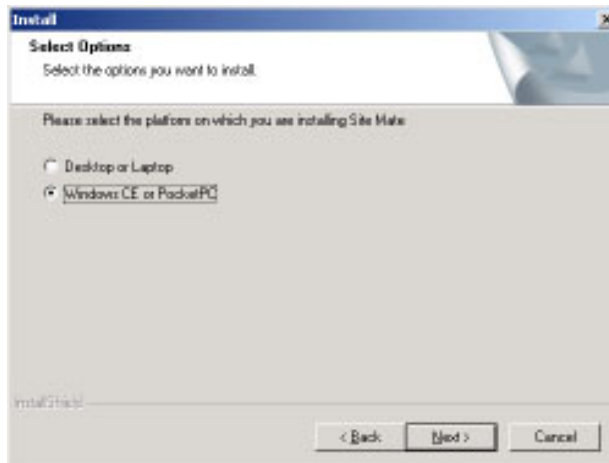 Install
Select Options
Select the options you want to install.
Please select the platform on which you are installing Site Mate
Desktop or Laptop
Windows CE or PocketPC
InstallShield
< Back
Next >
Cancel